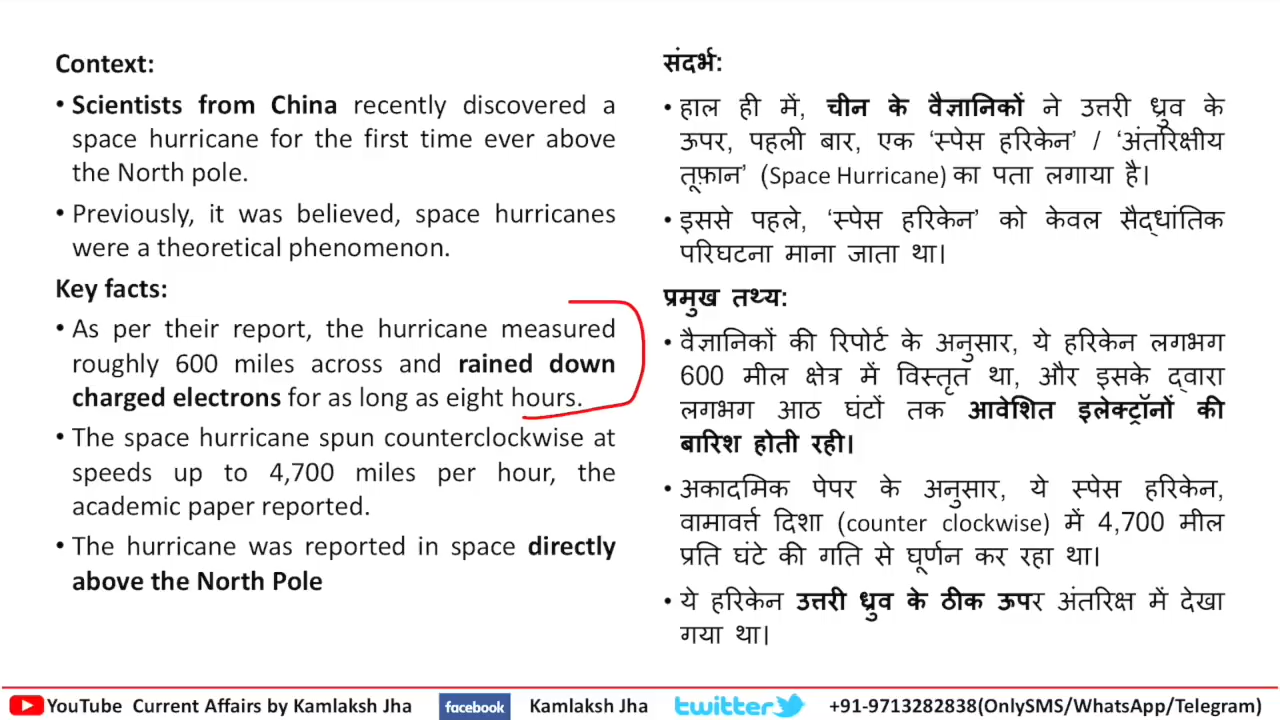 Context:
• Scientists from China recently discovered a
space hurricane for the first time ever above
the North pole.
• Previously, it was believed, space hurricanes
were a theoretical phenomenon.
Key facts:
• As per their report, the hurricane measured
roughly 600 miles across and rained down
charged electrons for as long as eight hours.
• The space hurricane spun counterclockwise at
speeds up to 4,700 miles per hour, the
academic paper reported.
• The hurricane was reported in space directly
above the North Pole
संदर्भ:
• हाल ही में, चीन के वैज्ञानिकों ने उत्तरी ध्रुव के
ऊपर, पहली बार, एक ‘स्पेस हरिकेन’ / ‘अंतरिक्षीय
तूफ़ान’ (Space Hurricane) का पता लगाया है।
• इससे पहले, ‘स्पेस हरिकेन’ को केवल सैद्धांतिक
परिघटना माना जाता था।
प्रमुख तथ्य:
• वैज्ञानिकों की रिपोर्ट के अनुसार, ये हरिकेन लगभग
600 मील क्षेत्र में विस्तृत था, और इसके द्वारा
लगभग आठ घंटों तक आवेशित इलेक्ट्रॉनों की
बारिश होती रही।
• अकादमिक पेपर के अनुसार, ये स्पेस हरिकेन,
वामावर्त्त दिशा (counter clockwise) में 4,700 मील
प्रति घंटे की गति से घूर्णन कर रहा था।
• ये हरिकेन उत्तरी ध्रुव के ठीक ऊपर अंतरिक्ष में देखा
गया था।
YouTube Current Affairs by Kamlaksh Jha facebook Kamlaksh Jha twitter +91-9713282838(OnlySMS/WhatsApp/Telegram)